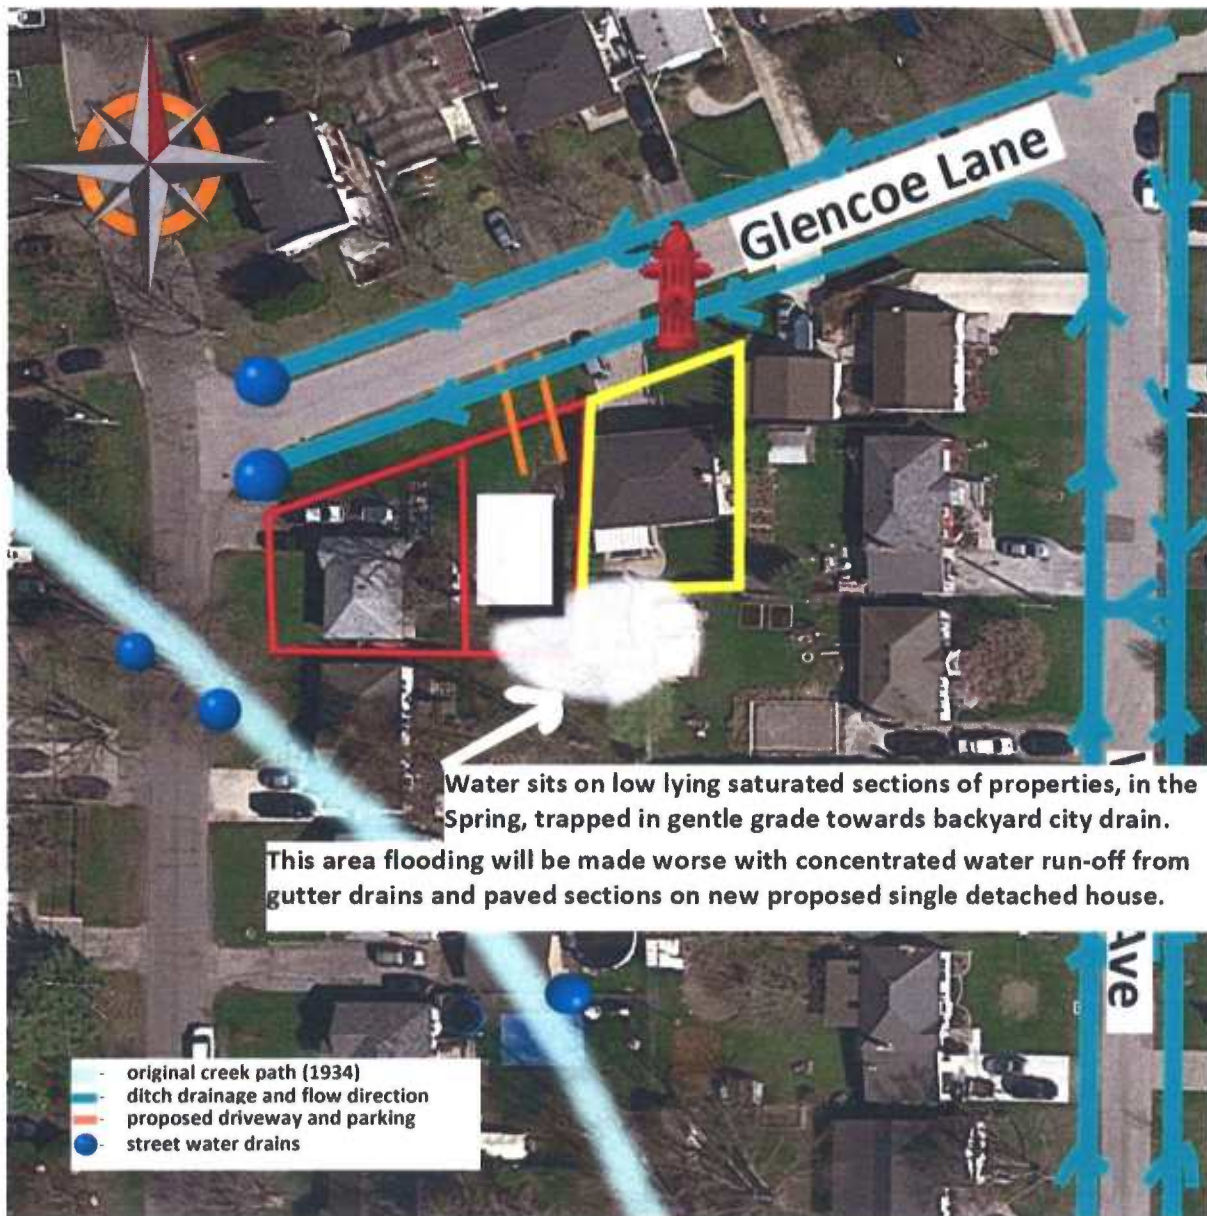 Glencoe Lane
Water sits on low lying saturated sections of properties, in the
Spring, trapped in gentle grade towards backyard city drain.
This area flooding will be made worse with concentrated water run-off from
gutter drains and paved sections on new proposed single detached house.
Ave
- original creek path (1934)
- ditch drainage and flow direction
- proposed driveway and parking
- street water drains